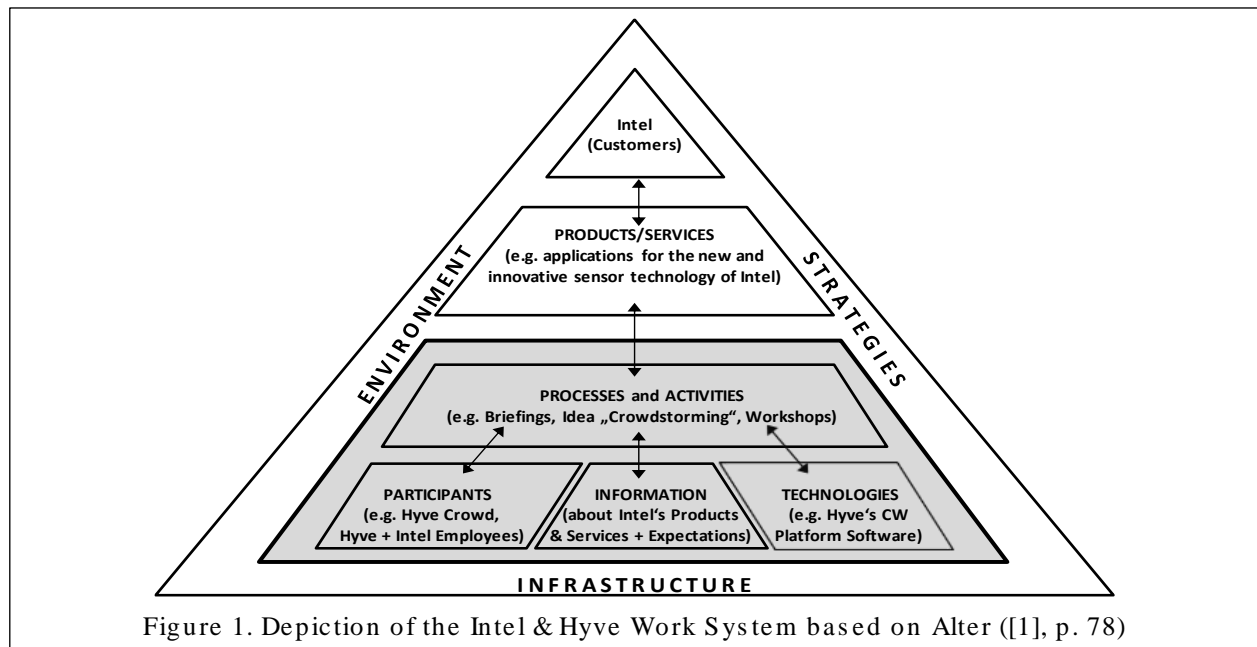 Intel
(Customers)
PRODUCTS/SERVICES
(e.g. applications for the new and
innovative sensor technology of Intel)
ENVIRONMENT
STRATEGIES
PROCESSES and ACTIVITIES
(e.g. Briefings, Idea „Crowdstorming“, Workshops)
PARTICIPANTS
(e.g. Hyve Crowd,
Hyve + Intel Employees)
INFORMATION
(about Intel‘s Products
& Services + Expectations)
TECHNOLOGIES
(e.g. Hyve‘s CW
Platform Software)
INFRASTRUCTURE
Figure 1. Depiction of the Intel & Hyve Work System based on Alter ([1], p. 78)